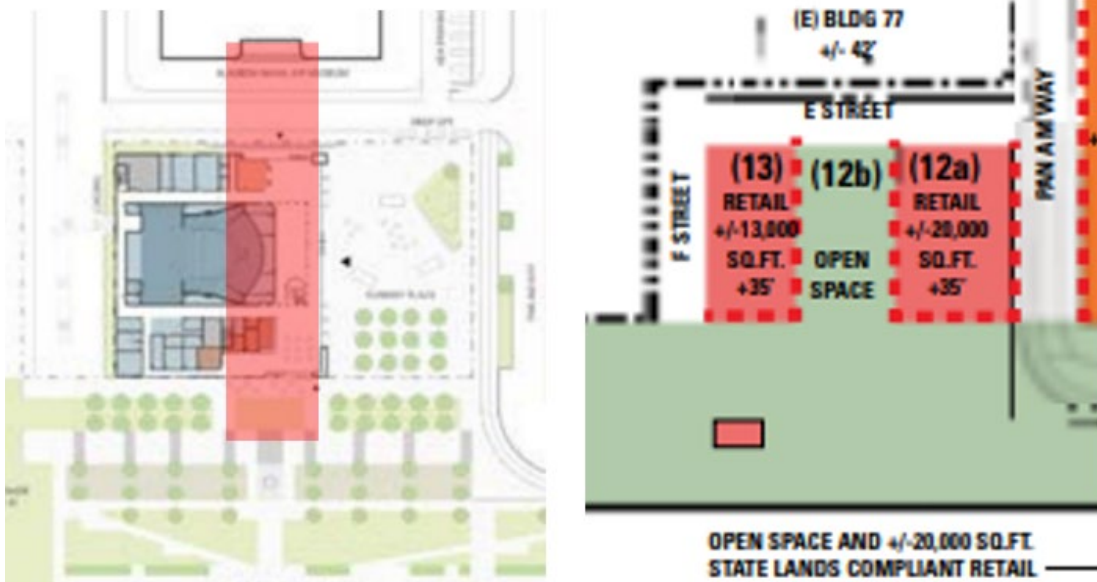 (E) BLDG 77
+/- 42'
E STREET
F STREET
PAN AM WAY
(13)
RETAIL
+/-13,000
SQ.FT.
+35'
(12b)
OPEN
SPACE
(12a)
RETAIL
+/-20,000
SQ.FT.
+35'
OPEN SPACE AND +/-20,000 SQ.FT.
STATE LANDS COMPLIANT RETAIL